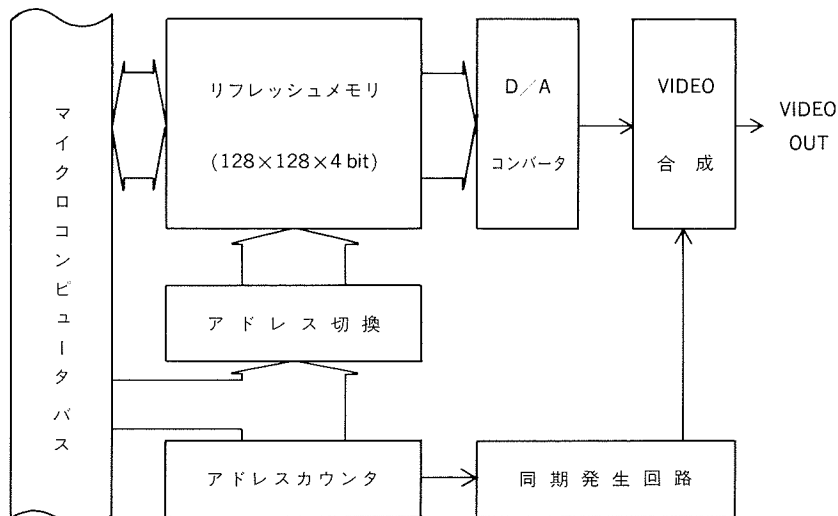 マイクロコンピュータバス
リフレッシュメモリ
(128×128×4 bit)
D/A
コンバータ
VIDEO
合成
VIDEO
OUT
アドレス切換
アドレスカウンタ
同期発生回路